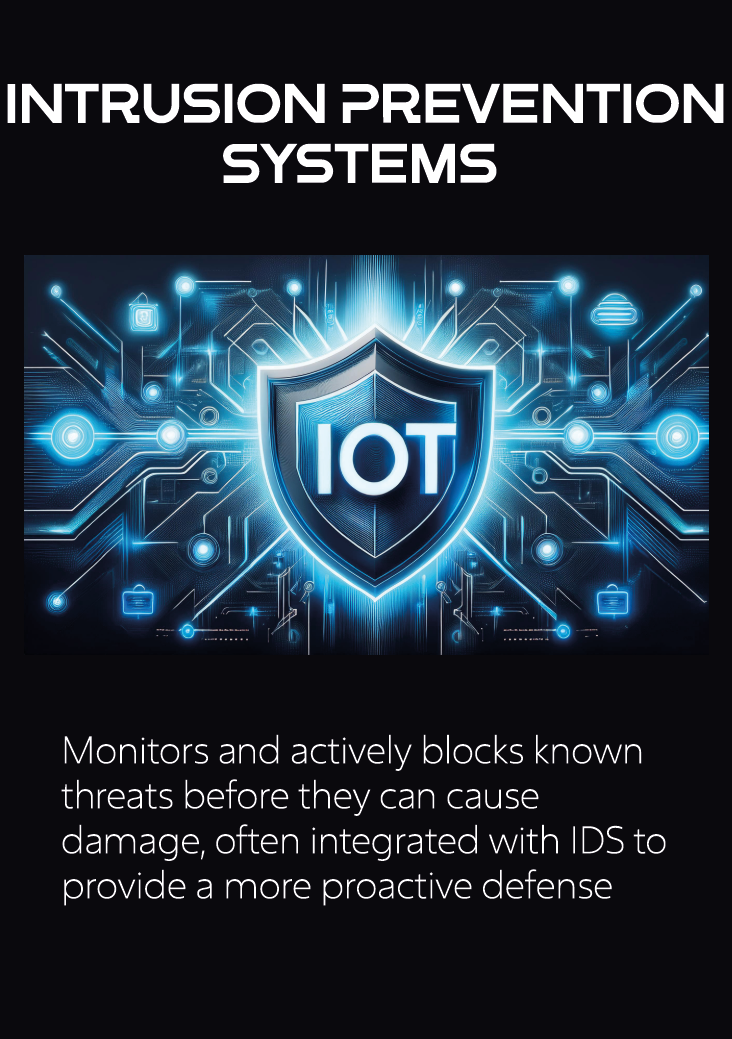 INTRUSION PREVENTION
SYSTEMS
IOT
Monitors and actively blocks known
threats before they can cause
damage, often integrated with IDS to
provide a more proactive defense